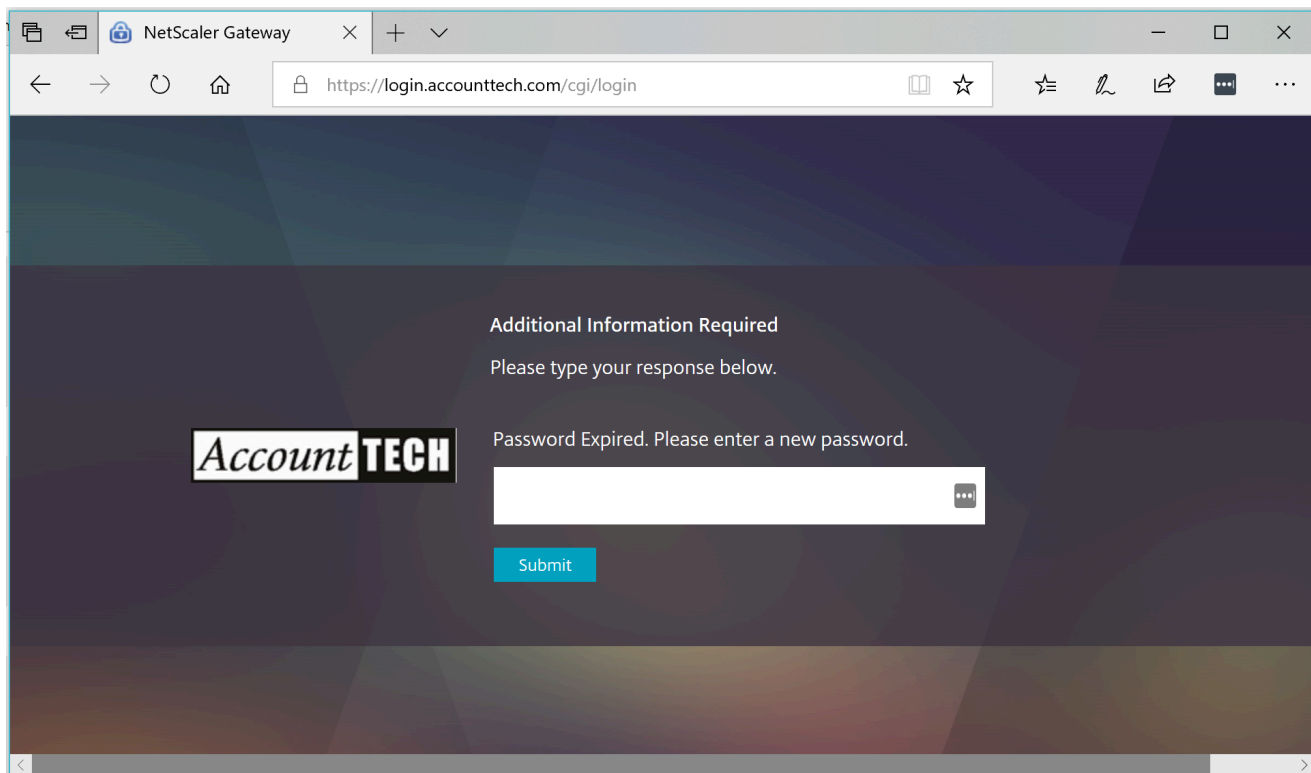 NetScaler Gateway
https://login.accounttech.com/cgi/login
Additional Information Required
Please type your response below.
Account TECH
Password Expired. Please enter a new password.
Submit